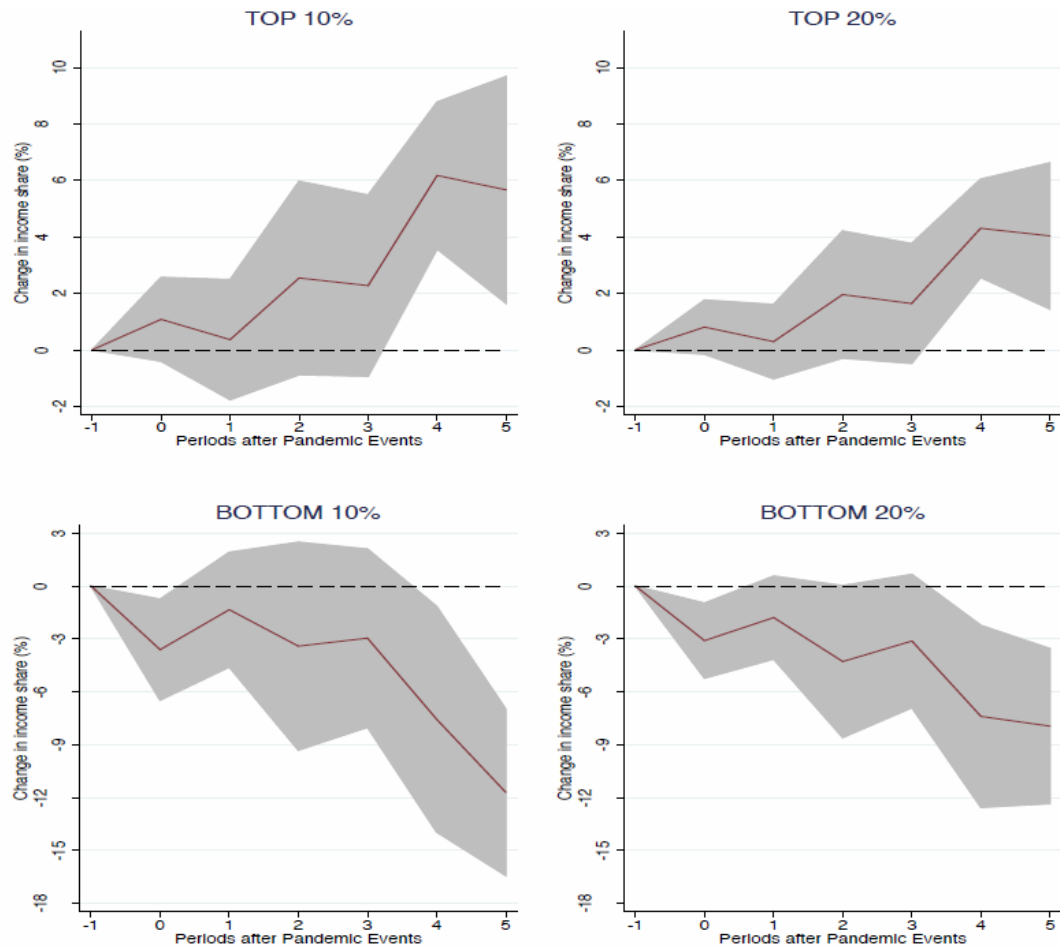 TOP 10%
Change in income share (%)
10
8
6
4
2
0
-2
-1 0 1 2 3 4 5
Periods after Pandemic Events
TOP 20%
Change in income share (%)
10
8
6
4
2
0
-2
-1 0 1 2 3 4 5
Periods after Pandemic Events
BOTTOM 10%
Change in income share (%)
3
0
-3
-6
-9
-12
-15
-18
-1 0 1 2 3 4 5
Periods after Pandemic Events
BOTTOM 20%
Change in income share (%)
3
0
-3
-6
-9
-12
-15
-18
-1 0 1 2 3 4 5
Periods after Pandemic Events